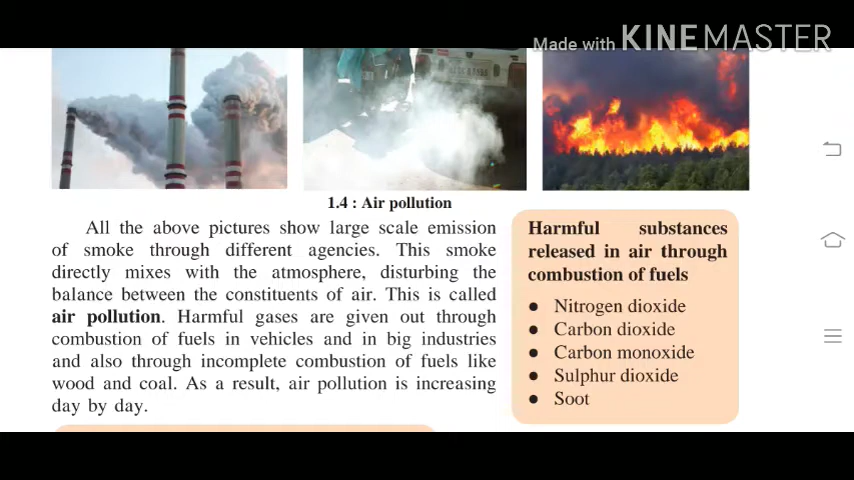 Made with KINEMASTER
1.4 : Air pollution
All the above pictures show large scale emission
of smoke through different agencies. This smoke
directly mixes with the atmosphere, disturbing the
balance between the constituents of air. This is called
air pollution. Harmful gases are given out through
combustion of fuels in vehicles and in big industries
and also through incomplete combustion of fuels like
wood and coal. As a result, air pollution is increasing
day by day.
Harmful substances
released in air through
combustion of fuels
● Nitrogen dioxide
● Carbon dioxide
● Carbon monoxide
● Sulphur dioxide
● Soot